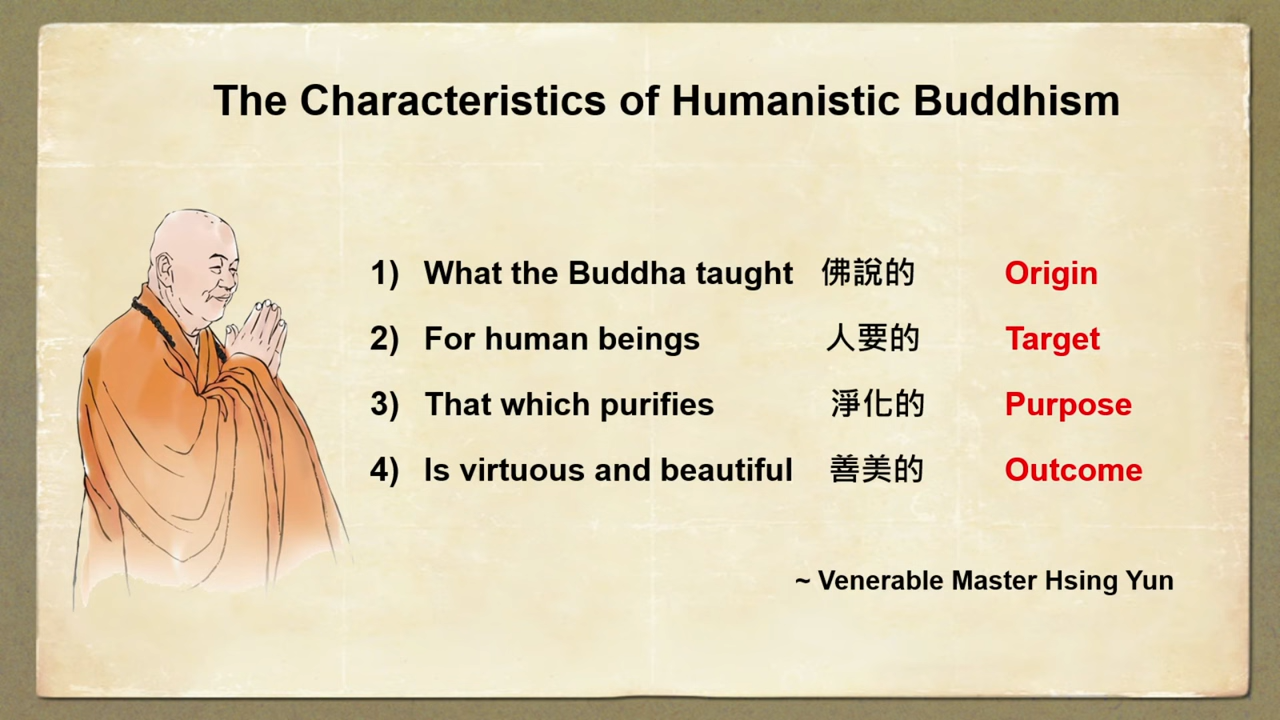 The Characteristics of Humanistic Buddhism
1) What the Buddha taught 佛說的 Origin
2) For human beings 人要的 Target
3) That which purifies 淨化的 Purpose
4) Is virtuous and beautiful 善美的 Outcome
~ Venerable Master Hsing Yun